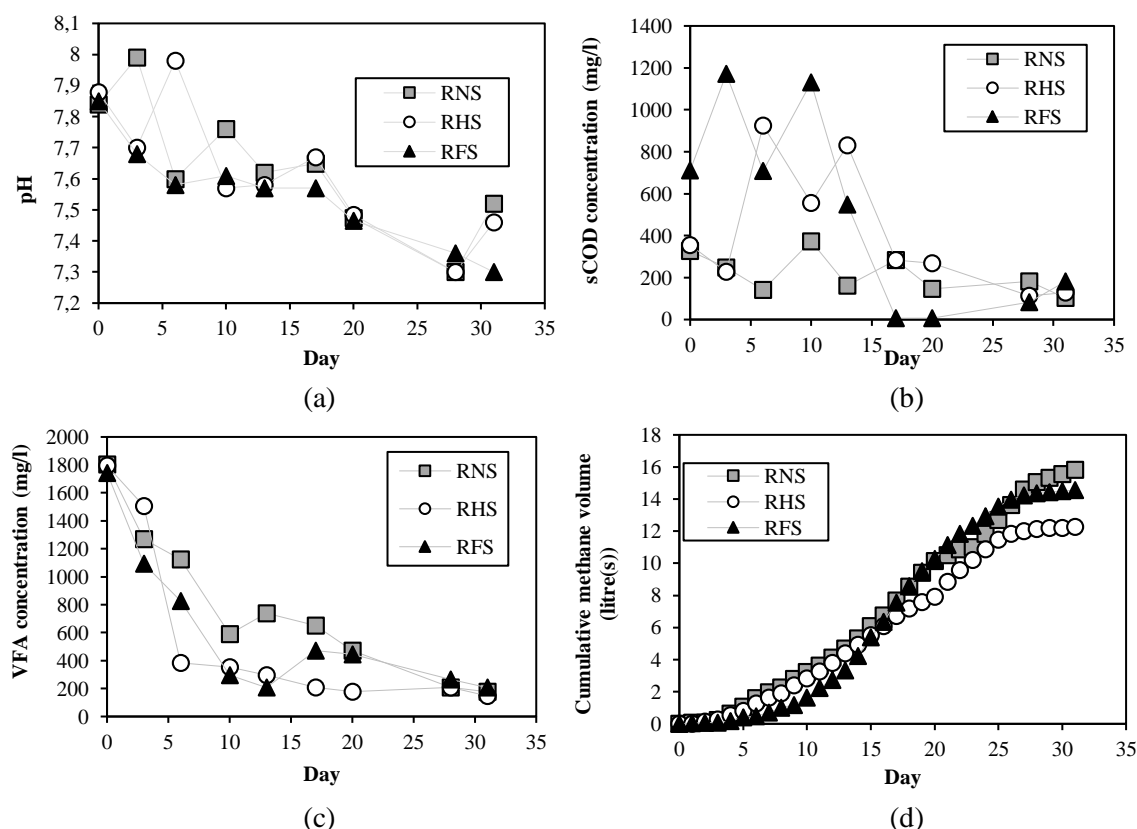 8,1
8
7,9
7,8
7,7
7,6
7,5
7,4
7,3
7,2
pH
0 5 10 15 20 25 30 35
Day
RNS
RHS
RFS
(a)
1400
1200
1000
800
600
400
200
0
sCOD concentration (mg/l)
0 5 10 15 20 25 30 35
Day
RNS
RHS
RFS
(b)
2000
1800
1600
1400
1200
1000
800
600
400
200
0
VFA concentration (mg/l)
0 5 10 15 20 25 30 35
Day
RNS
RHS
RFS
(c)
18
16
14
12
10
8
6
4
2
0
Cumulative methane volume
(litre(s))
0 5 10 15 20 25 30 35
Day
RNS
RHS
RFS
(d)